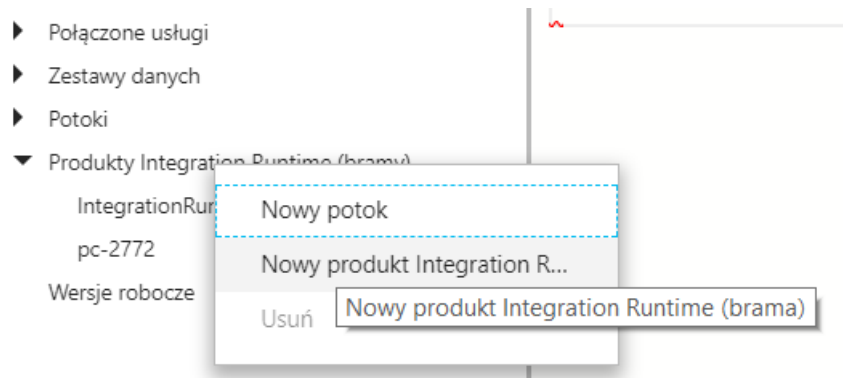 Połączone usługi
Zestawy danych
Potoki
Produkty Integration Runtime (bramy)
IntegrationRun
pc-2772
Wersje robocze
Nowy potok
Nowy produkt Integration R...
Usuń
Nowy produkt Integration Runtime (brama)